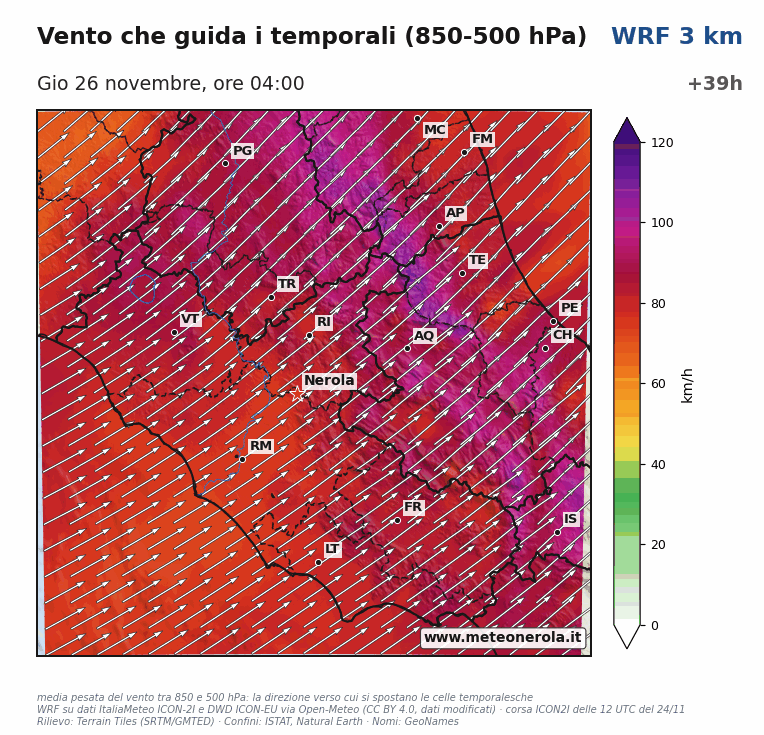 Vento che guida i temporali (850-500 hPa) WRF 3 km
Gio 26 novembre, ore 04:00 +39h
MC
FM
PG
AP
TE
TR
PE
VT
RI
AQ
CH
Nerola
RM
FR
IS
LT
www.meteonerola.it
120
100
80
60
40
20
0
km/h
media pesata del vento tra 850 e 500 hPa: la direzione verso cui si spostano le celle temporalesche
WRF su dati ItaliaMeteo ICON-2I e DWD ICON-EU via Open-Meteo (CC BY 4.0, dati modificati) · corsa ICON2I delle 12 UTC del 24/11
Rilievo: Terrain Tiles (SRTM/GMTED) · Confini: ISTAT, Natural Earth · Nomi: GeoNames